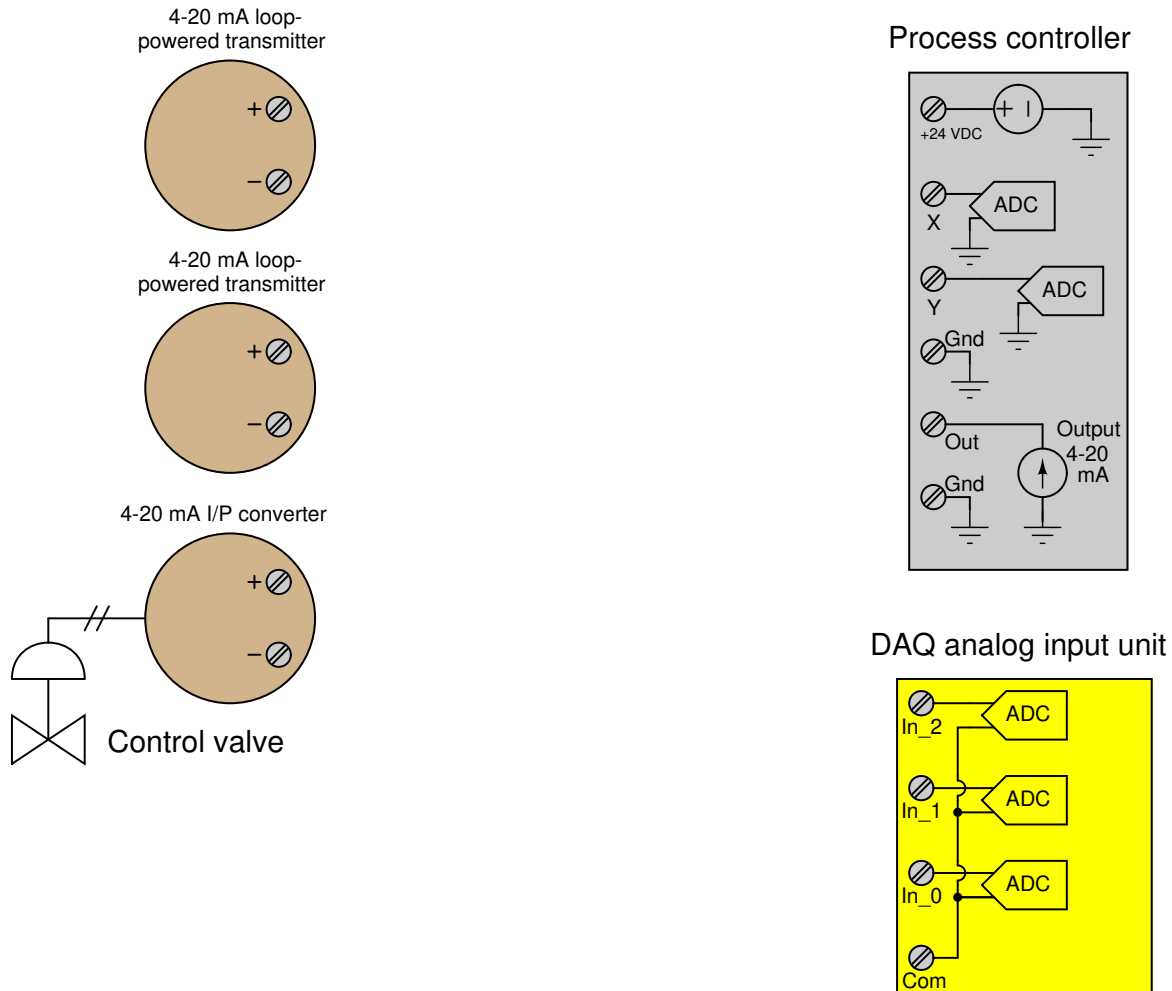 4-20 mA loop-
powered transmitter
+
−
4-20 mA loop-
powered transmitter
+
−
4-20 mA I/P converter
+
−
Control valve
Process controller
+ −
+24 VDC
ADC
X
ADC
Y
Gnd
Out
Output
4-20
mA
Gnd
DAQ analog input unit
ADC
In_2
ADC
In_1
ADC
In_0
Com